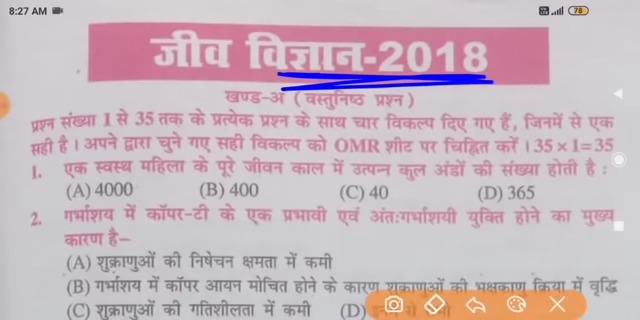 8:27 AM
78
जीव विज्ञान-2018
खण्ड-अ ( वस्तुनिष्ठ प्रश्न )
प्रश्न संख्या 1 से 35 तक के प्रत्येक प्रश्न के साथ चार विकल्प दिए गए हैं, जिनमें से एक
सही है । अपने द्वारा चुने गए सही विकल्प को OMR शीट पर चिह्नित करें । 35 × 1 = 35
1. एक स्वस्थ महिला के पूरे जीवन काल में उत्पन्न कुल अंडों की संख्या होती है :
(A) 4000 (B) 400 (C) 40 (D) 365
2. गर्भाशय में कॉपर-टी के एक प्रभावी एवं अंतःगर्भाशयी युक्ति होने का मुख्य
कारण है–
(A) शुक्राणुओं की निषेचन क्षमता में कमी
(B) गर्भाशय में कॉपर आयन मोचित होने के कारण शुक्राणुओं की भक्षकाणु क्रिया में वृद्धि
(C) शुक्राणुओं की गतिशीलता में कमी (D)